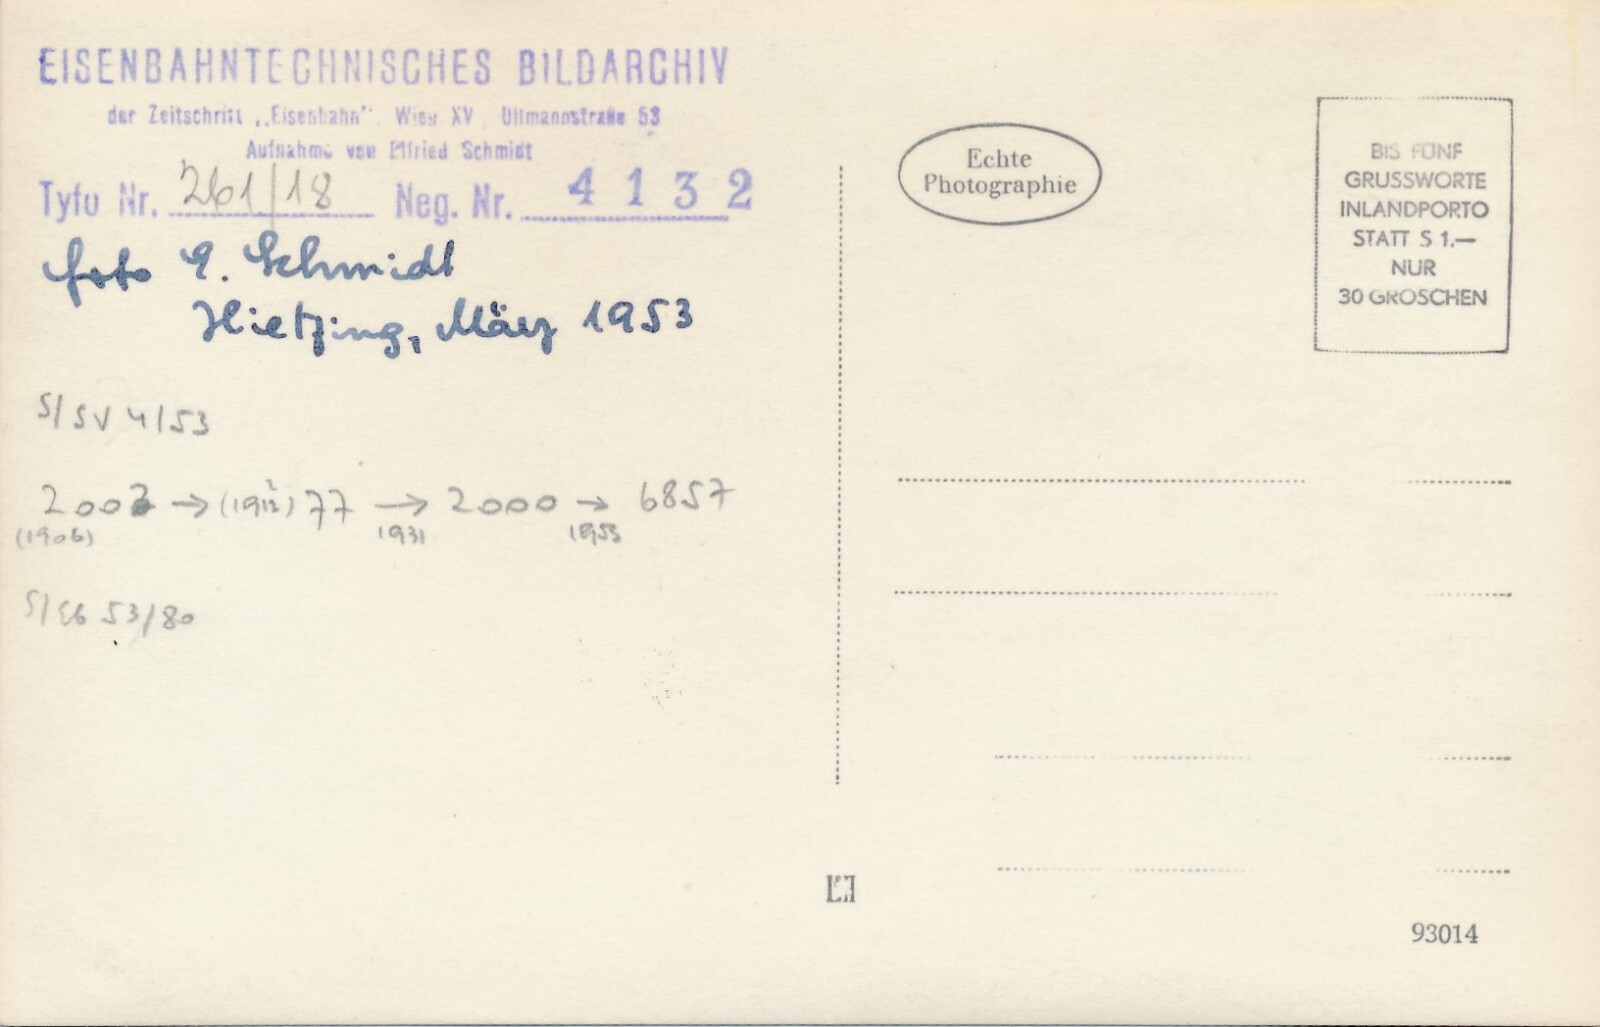 EISENBAHNTECHNISCHES BILDARCHIV
der Zeitschrift „Eisenbahn“, Wien XV, Ullmannstraße 53
Aufnahme von Elfried Schmidt
Tyfo Nr. 261/18 Neg. Nr. 4132
foto E. Schmidt
Hietzing, März 1953
S/SV 4/53
→ (1912) 77 → 2000 → 6857
(1906) 1931 1953
S/Eb 53/80
Echte
Photographie
BIS FÜNF
GRUSSWORTE
INLANDPORTO
STATT S 1.—
NUR
30 GROSCHEN
93014